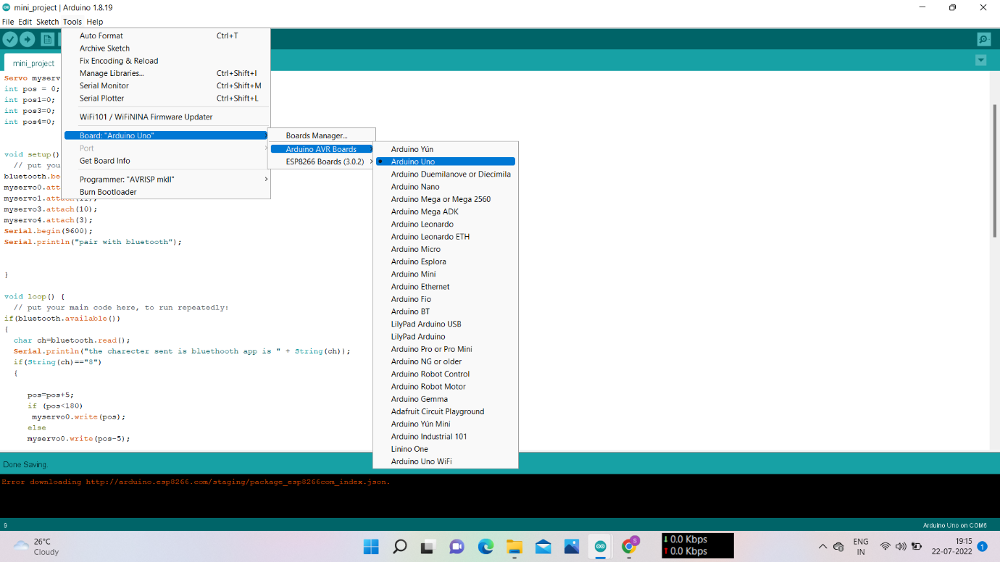 mini_project | Arduino 1.8.19
File Edit Sketch Tools Help
mini_project
Auto Format Ctrl+T
Archive Sketch
Fix Encoding & Reload
Manage Libraries... Ctrl+Shift+I
Serial Monitor Ctrl+Shift+M
Serial Plotter Ctrl+Shift+L
WiFi101 / WiFiNINA Firmware Updater
Board: "Arduino Uno"
Port
Get Board Info
Programmer: "AVRISP mkII"
Burn Bootloader
Boards Manager...
Arduino AVR Boards
ESP8266 Boards (3.0.2)
Arduino Yún
Arduino Uno
Arduino Duemilanove or Diecimila
Arduino Nano
Arduino Mega or Mega 2560
Arduino Mega ADK
Arduino Leonardo
Arduino Leonardo ETH
Arduino Micro
Arduino Esplora
Arduino Mini
Arduino Ethernet
Arduino Fio
Arduino BT
LilyPad Arduino USB
LilyPad Arduino
Arduino Pro or Pro Mini
Arduino NG or older
Arduino Robot Control
Arduino Robot Motor
Arduino Gemma
Adafruit Circuit Playground
Arduino Yún Mini
Arduino Industrial 101
Linino One
Arduino Uno WiFi
Servo myserv
int pos = 0;
int pos1=0;
int pos3=0;
int pos4=0;
void setup()
// put you
bluetooth.be
myservo0.att
myservo1.attach(11);
myservo3.attach(10);
myservo4.attach(3);
Serial.begin(9600);
Serial.println("pair with bluetooth");
}
void loop() {
// put your main code here, to run repeatedly:
if(bluetooth.available())
{
char ch=bluetooth.read();
Serial.println("the charecter sent is bluethooth app is " + String(ch));
if(String(ch)=="8")
{
pos=pos+5;
if (pos<180)
myservo0.write(pos);
else
myservo0.write(pos-5);
Done Saving.
Error downloading http://arduino.esp8266.com/staging/package_esp8266com_index.json.
9
Arduino Uno on COM6
26°C
Cloudy
S
0.0 Kbps
0.0 Kbps
ENG
IN
19:15
22-07-2022
1